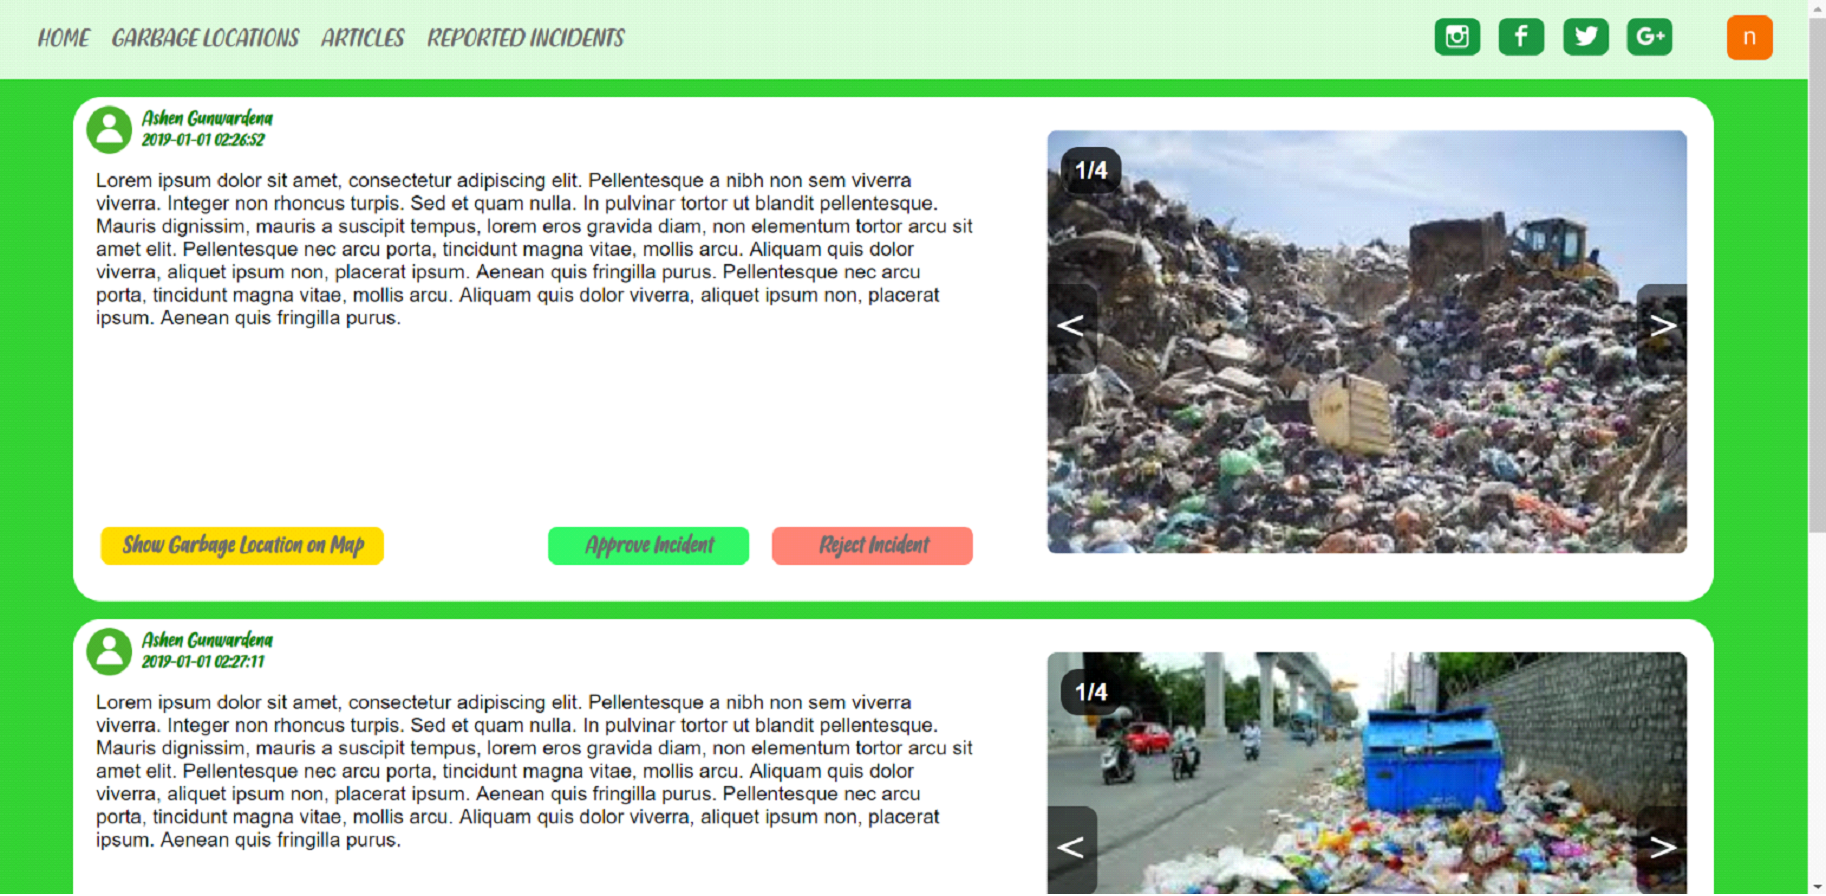 HOME GARBAGE LOCATIONS ARTICLES REPORTED INCIDENTS
f G+ n
Ashen Gunwardena
2019-01-01 02:26:52
Lorem ipsum dolor sit amet, consectetur adipiscing elit. Pellentesque a nibh non sem viverra
viverra. Integer non rhoncus turpis. Sed et quam nulla. In pulvinar tortor ut blandit pellentesque.
Mauris dignissim, mauris a suscipit tempus, lorem eros gravida diam, non elementum tortor arcu sit
amet elit. Pellentesque nec arcu porta, tincidunt magna vitae, mollis arcu. Aliquam quis dolor
viverra, aliquet ipsum non, placerat ipsum. Aenean quis fringilla purus. Pellentesque nec arcu
porta, tincidunt magna vitae, mollis arcu. Aliquam quis dolor viverra, aliquet ipsum non, placerat
ipsum. Aenean quis fringilla purus.
1/4
< >
Show Garbage Location on Map Approve Incident Reject Incident
Ashen Gunwardena
2019-01-01 02:27:11
Lorem ipsum dolor sit amet, consectetur adipiscing elit. Pellentesque a nibh non sem viverra
viverra. Integer non rhoncus turpis. Sed et quam nulla. In pulvinar tortor ut blandit pellentesque.
Mauris dignissim, mauris a suscipit tempus, lorem eros gravida diam, non elementum tortor arcu sit
amet elit. Pellentesque nec arcu porta, tincidunt magna vitae, mollis arcu. Aliquam quis dolor
viverra, aliquet ipsum non, placerat ipsum. Aenean quis fringilla purus. Pellentesque nec arcu
porta, tincidunt magna vitae, mollis arcu. Aliquam quis dolor viverra, aliquet ipsum non, placerat
ipsum. Aenean quis fringilla purus.
1/4
< >